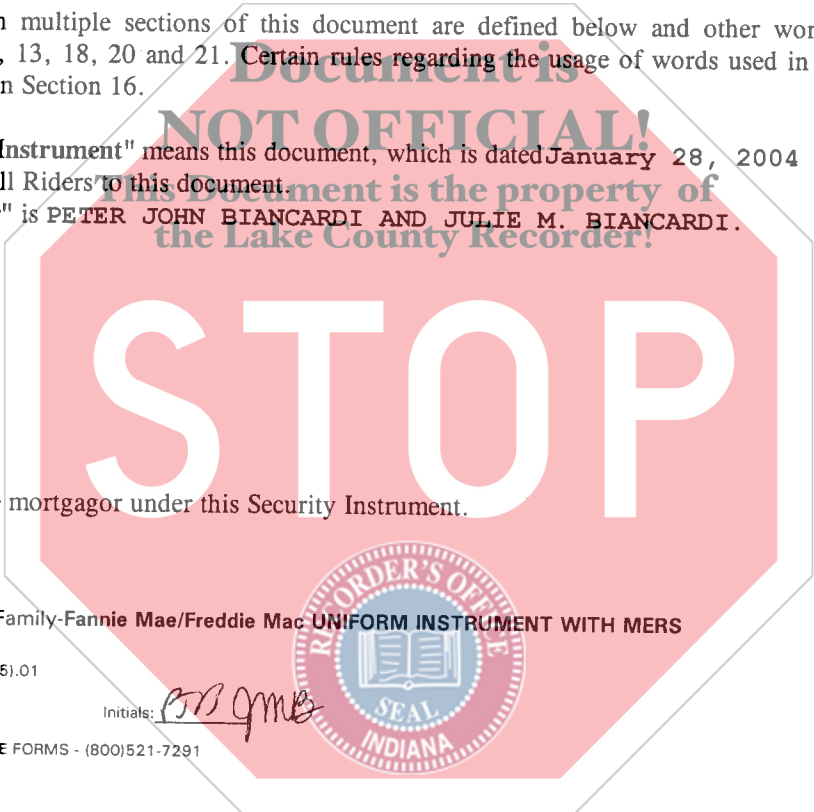 multiple sections of this document are defined below and other
, 13, 18, 20 and 21. Certain rules regarding the usage of words used in
n Section 16.
Document is
NOT OFFICIAL!
This Document is the property of
the Lake County Recorder!
Instrument" means this document, which is dated January 28, 2004
ll Riders to this document.
" is PETER JOHN BIANCARDI AND JULIE M. BIANCARDI.
STOP
mortgagor under this Security Instrument.
Family-Fannie Mae/Freddie Mac UNIFORM INSTRUMENT WITH MERS
5).01
Initials: PJB JMB
E FORMS - (800)521-7291
RECORDER'S OFFICE
SEAL
INDIANA